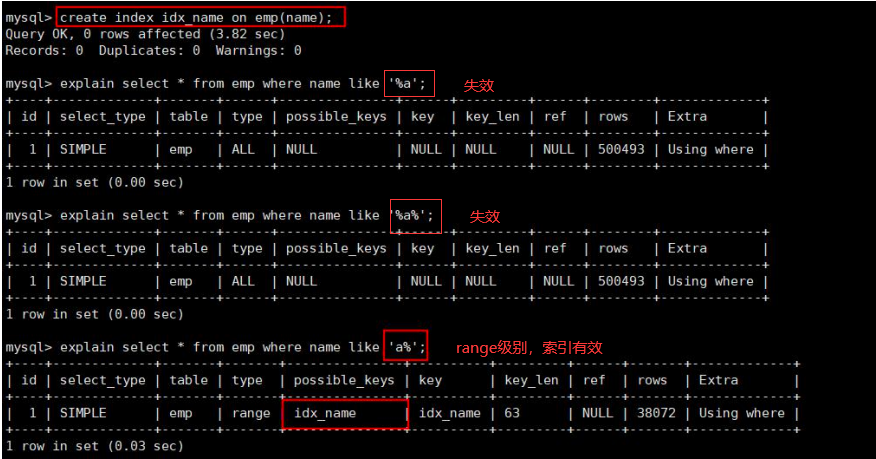 mysql> create index idx_name on emp(name);
Query OK, 0 rows affected (3.82 sec)
Records: 0  Duplicates: 0  Warnings: 0
mysql> explain select * from emp where name like '%a'; 失效
+----+-------------+-------+------+---------------+------+---------+------+--------+-------------+
| id | select_type | table | type | possible_keys | key  | key_len | ref  | rows   | Extra       |
+----+-------------+-------+------+---------------+------+---------+------+--------+-------------+
|  1 | SIMPLE      | emp   | ALL  | NULL          | NULL | NULL    | NULL | 500493 | Using where |
+----+-------------+-------+------+---------------+------+---------+------+--------+-------------+
1 row in set (0.00 sec)
mysql> explain select * from emp where name like '%a%'; 失效
+----+-------------+-------+------+---------------+------+---------+------+--------+-------------+
| id | select_type | table | type | possible_keys | key  | key_len | ref  | rows   | Extra       |
+----+-------------+-------+------+---------------+------+---------+------+--------+-------------+
|  1 | SIMPLE      | emp   | ALL  | NULL          | NULL | NULL    | NULL | 500493 | Using where |
+----+-------------+-------+------+---------------+------+---------+------+--------+-------------+
1 row in set (0.00 sec)
mysql> explain select * from emp where name like 'a%'; range级别，索引有效
+----+-------------+-------+-------+---------------+----------+---------+------+-------+-------------+
| id | select_type | table | type  | possible_keys | key      | key_len | ref  | rows  | Extra       |
+----+-------------+-------+-------+---------------+----------+---------+------+-------+-------------+
|  1 | SIMPLE      | emp   | range | idx_name      | idx_name | 63      | NULL | 38072 | Using where |
+----+-------------+-------+-------+---------------+----------+---------+------+-------+-------------+
1 row in set (0.03 sec)